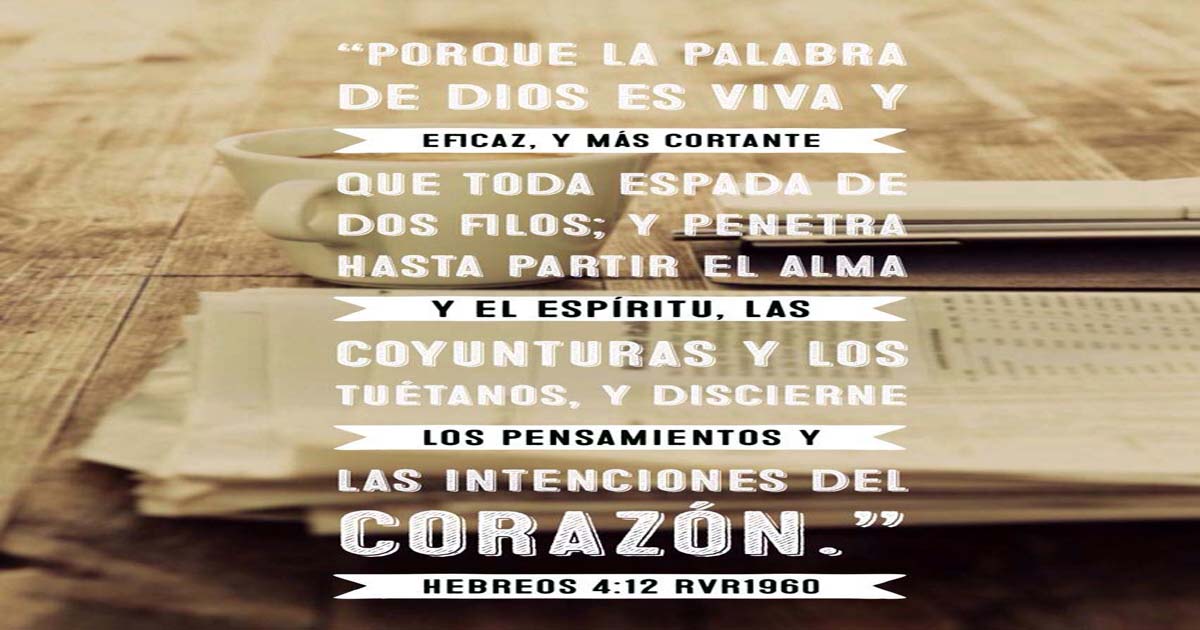 “PORQUE LA PALABRA
DE DIOS ES VIVA Y
EFICAZ, Y MÁS CORTANTE
QUE TODA ESPADA DE
DOS FILOS; Y PENETRA
HASTA PARTIR EL ALMA
Y EL ESPÍRITU, LAS
COYUNTURAS Y LOS
TUÉTANOS, Y DISCIERNE
LOS PENSAMIENTOS Y
LAS INTENCIONES DEL
CORAZÓN.”
HEBREOS 4:12 RVR1960